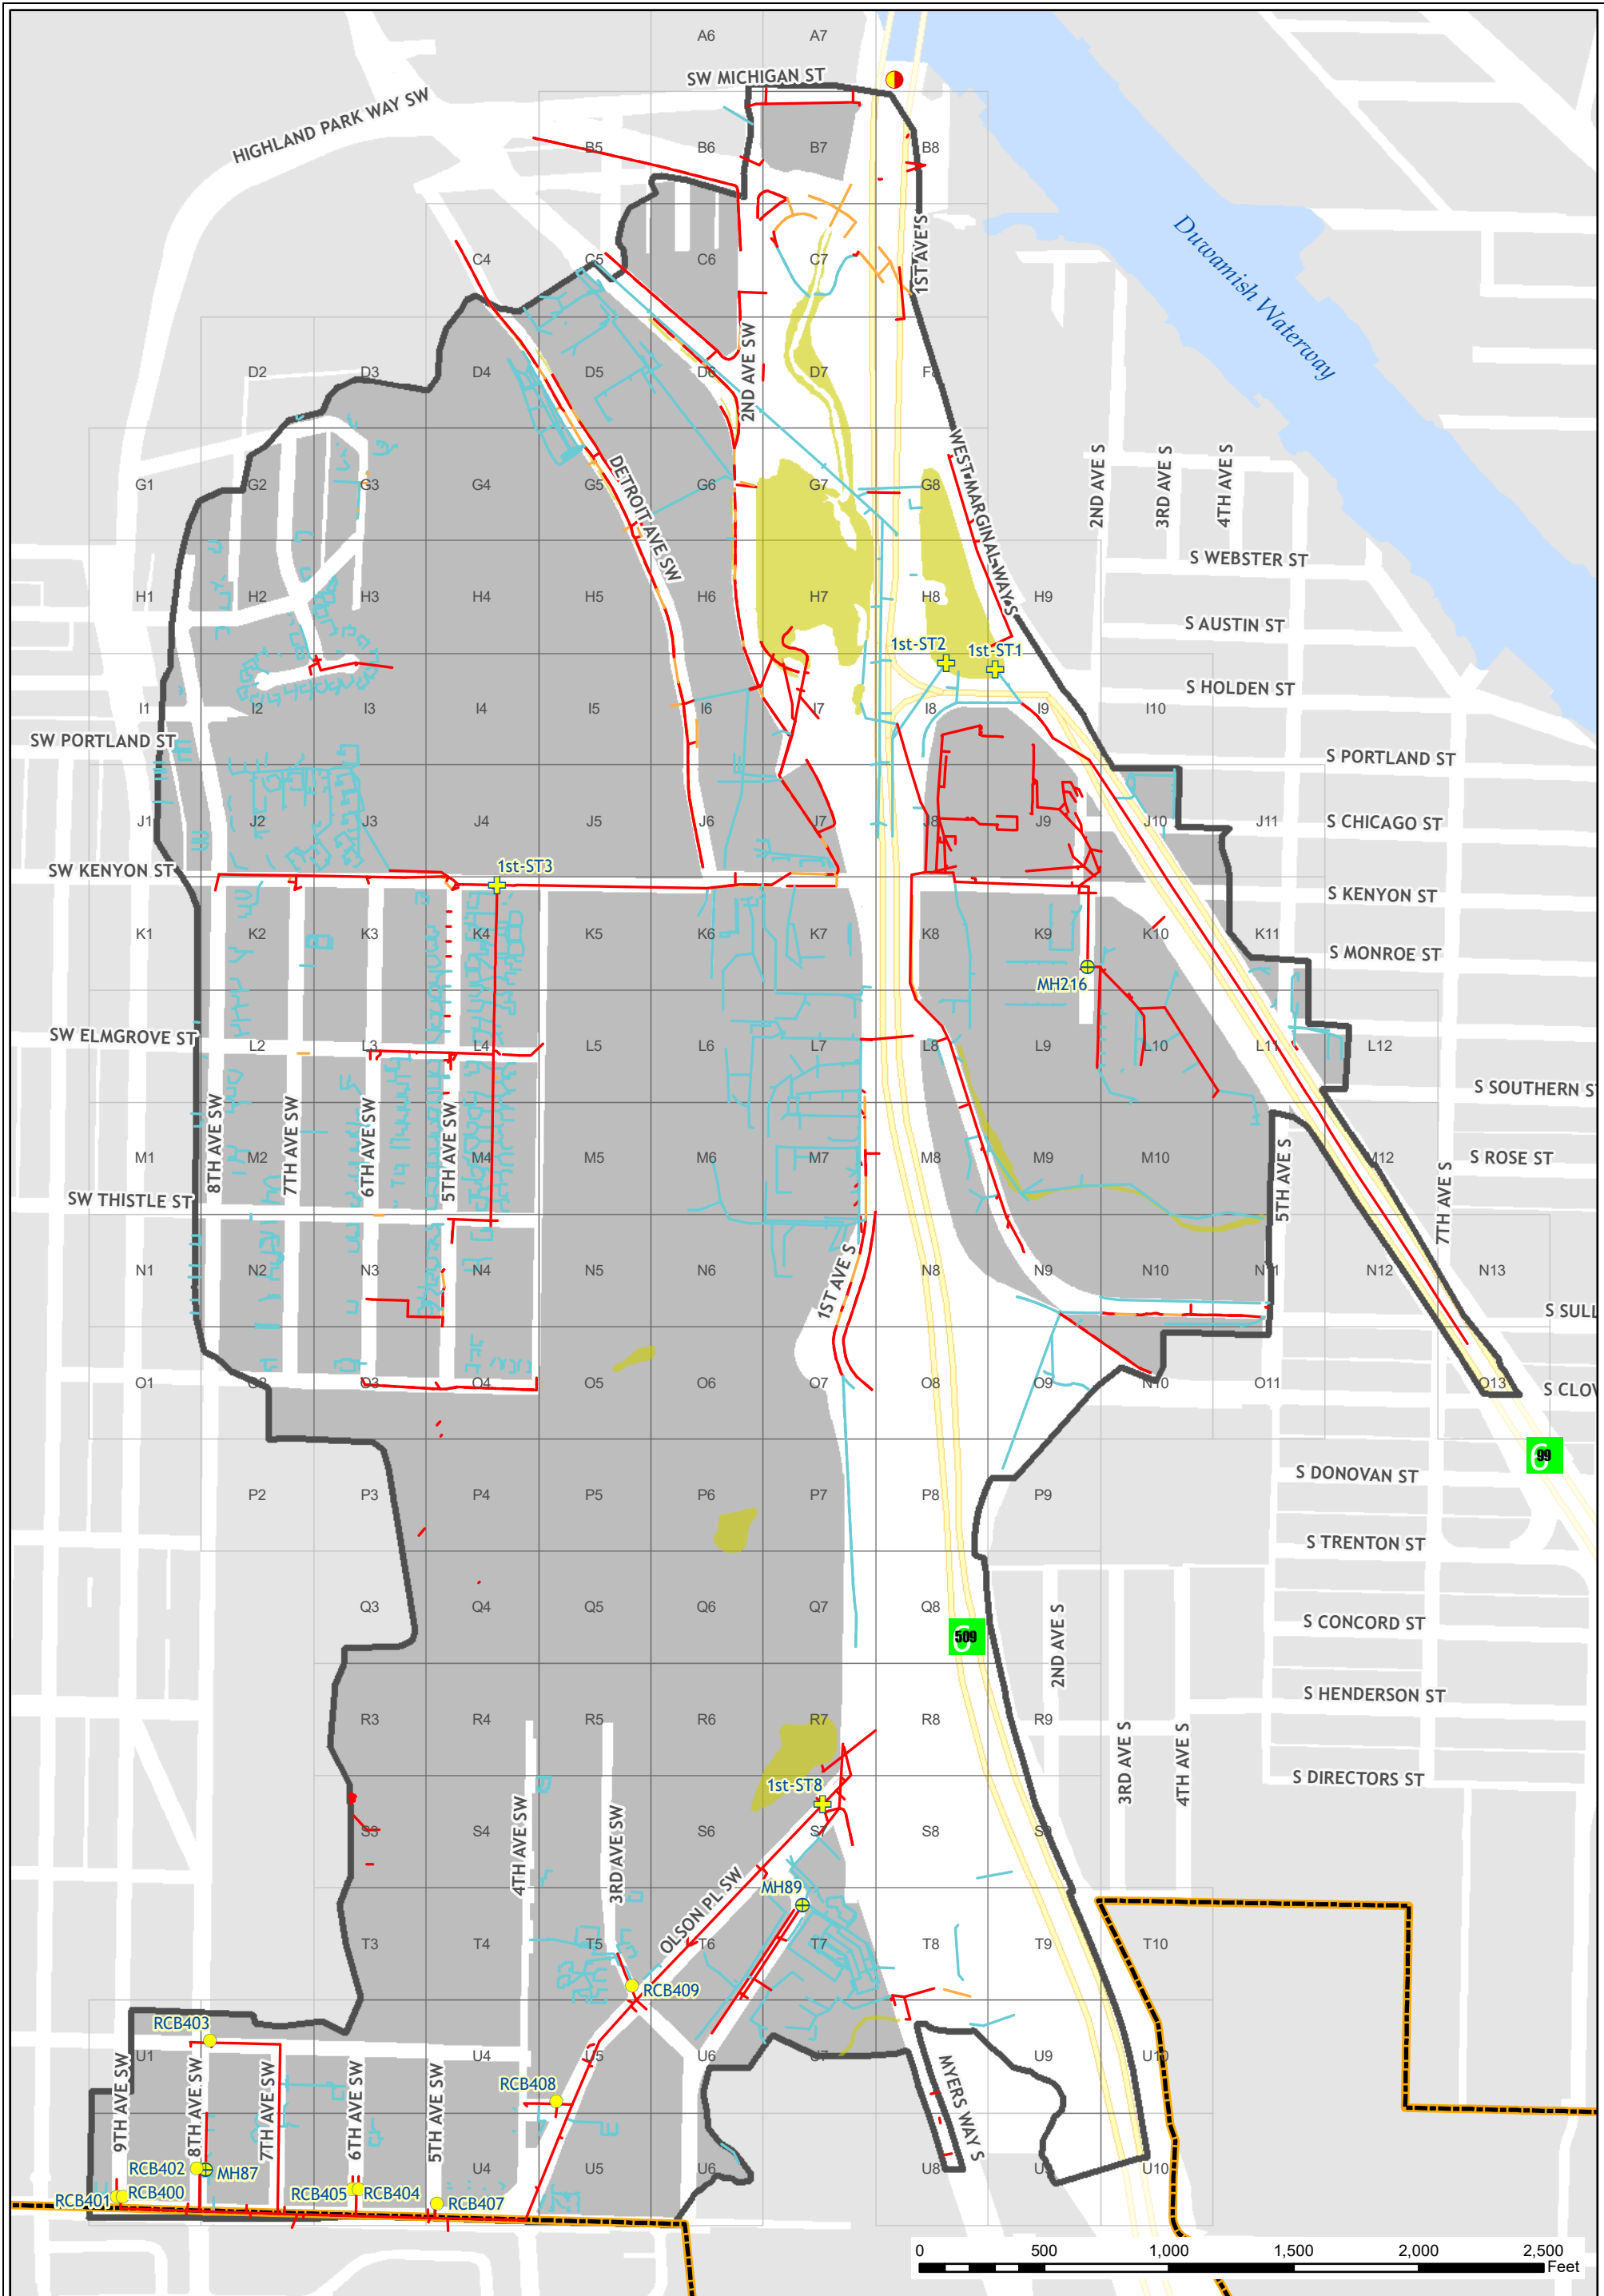 A6 A7
SW MICHIGAN ST
HIGHLAND PARK WAY SW
B5 B6 B7 B8
Duwamish Waterway
1ST AVE S
C4 C5 C6 C7
2ND AVE SW
D2 D3 D4 D5 D6 D7 F8
WEST MARGINAL WAY S
2ND AVE S
3RD AVE S
4TH AVE S
DETROIT AVE SW
G1 G2 G3 G4 G5 G6 G7 G8
S WEBSTER ST
H1 H2 H3 H4 H5 H6 H7 H8 H9
S AUSTIN ST
1st-ST2
1st-ST1
S HOLDEN ST
I1 I2 I3 I4 I5 I6 I7 I8 I9 I10
SW PORTLAND ST
S PORTLAND ST
J1 J2 J3 J4 J5 J6 J7 J8 J9 J10 J11
S CHICAGO ST
SW KENYON ST
1st-ST3
S KENYON ST
K1 K2 K3 K4 K5 K6 K7 K8 K9 K10 K11
S MONROE ST
MH216
SW ELMGROVE ST
L2 L3 L4 L5 L6 L7 L8 L9 L10 L11 L12
S SOUTHERN ST
8TH AVE SW
7TH AVE SW
6TH AVE SW
5TH AVE SW
M1 M2 M3 M4 M5 M6 M7 M8 M9 M10 M12
S ROSE ST
5TH AVE S
7TH AVE S
SW THISTLE ST
N1 N2 N3 N4 N5 N6 N8 N9 N10 N11 N12 N13
1ST AVE S
S SULL
O1 O3 O4 O5 O6 O7 O8 O9 N10 O11 O13
S CLOV
99
S DONOVAN ST
P2 P3 P4 P5 P6 P7 P8 P9
S TRENTON ST
Q3 Q4 Q5 Q6 Q7 Q8
S CONCORD ST
509
2ND AVE S
S HENDERSON ST
R3 R4 R5 R6 R7 R8 R9
3RD AVE S
4TH AVE S
S DIRECTORS ST
1st-ST8
S3 S4 S6 S7 S8 S9
4TH AVE SW
3RD AVE SW
OLSON PL SW
MH89
T3 T4 T5 T6 T7 T8 T9 T10
RCB409
RCB403
U1 U4 U5 U6 U7 U9 U10
MYERS WAY S
RCB408
9TH AVE SW
8TH AVE SW
7TH AVE SW
6TH AVE SW
5TH AVE SW
RCB402 MH87
U4 U5 U6 U8 U9 U10
RCB401 RCB400
RCB405 RCB404
RCB407
0 500 1,000 1,500 2,000 2,500
Feet